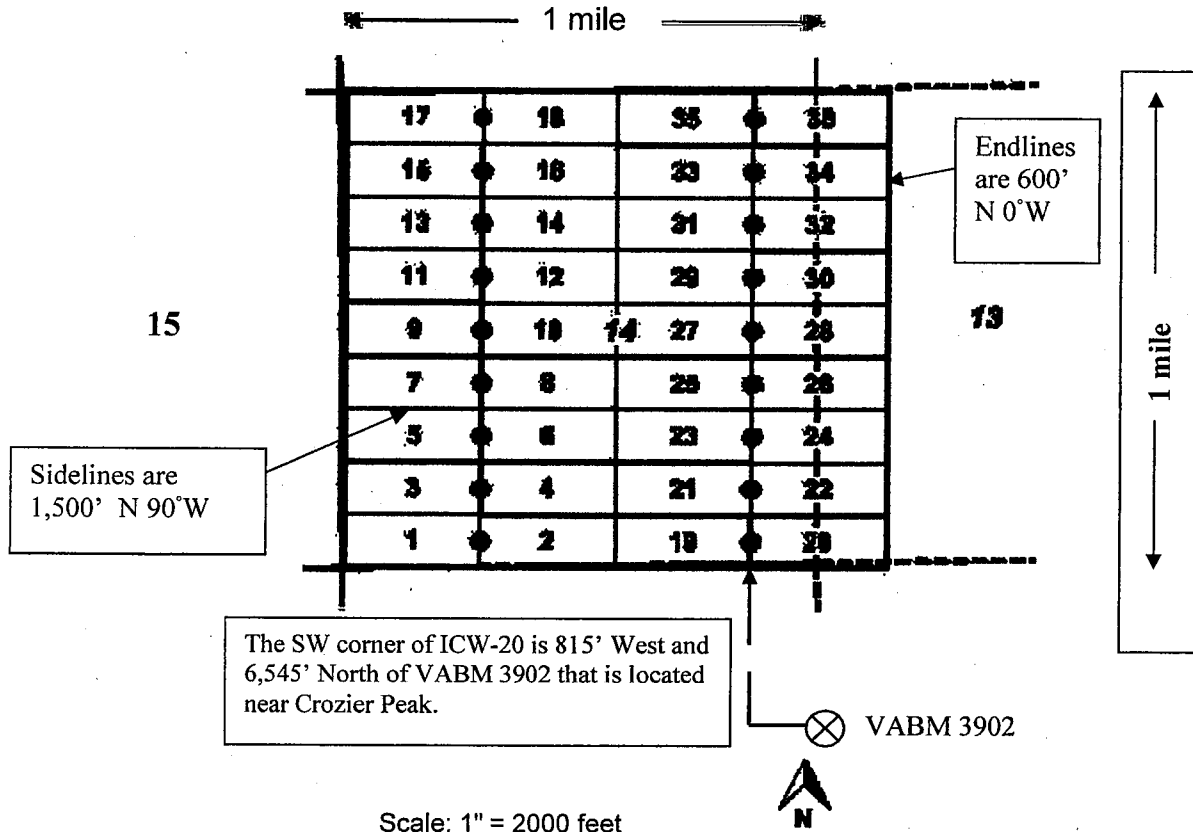 1 mile
17 18 35
15 16 33 34
13 14 31 32
11 12 29 30
9 10 14 27 28
7 8 25 26
5 6 23 24
3 4 21 22
1 2 19 20
15
13
Endlines
are 600'
N 0°W
1 mile
Sidelines are
1,500' N 90°W
The SW corner of ICW-20 is 815' West and
6,545' North of VABM 3902 that is located
near Crozier Peak.
VABM 3902
N
Scale: 1" = 2000 feet